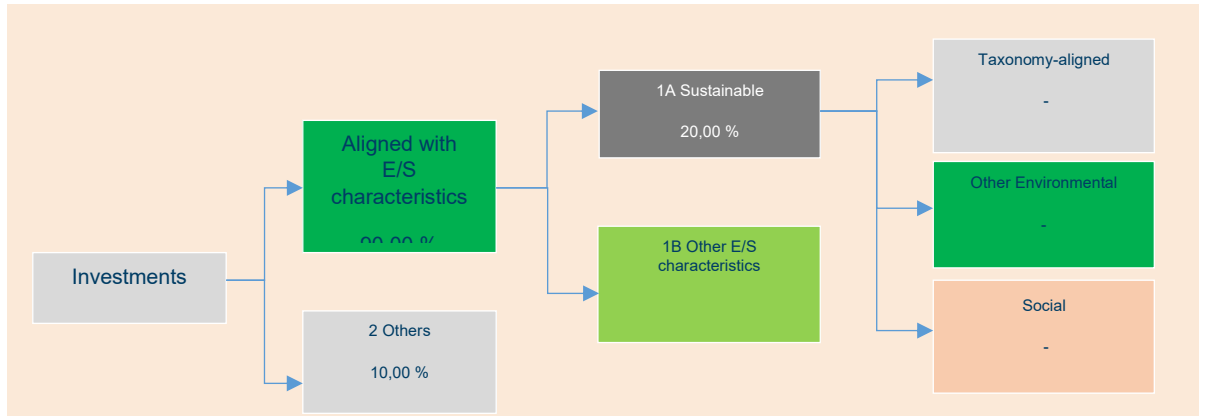 Investments
Aligned with
E/S
characteristics
2 Others
10,00 %
1A Sustainable
20,00 %
1B Other E/S
characteristics
Taxonomy-aligned
-
Other Environmental
-
Social
-